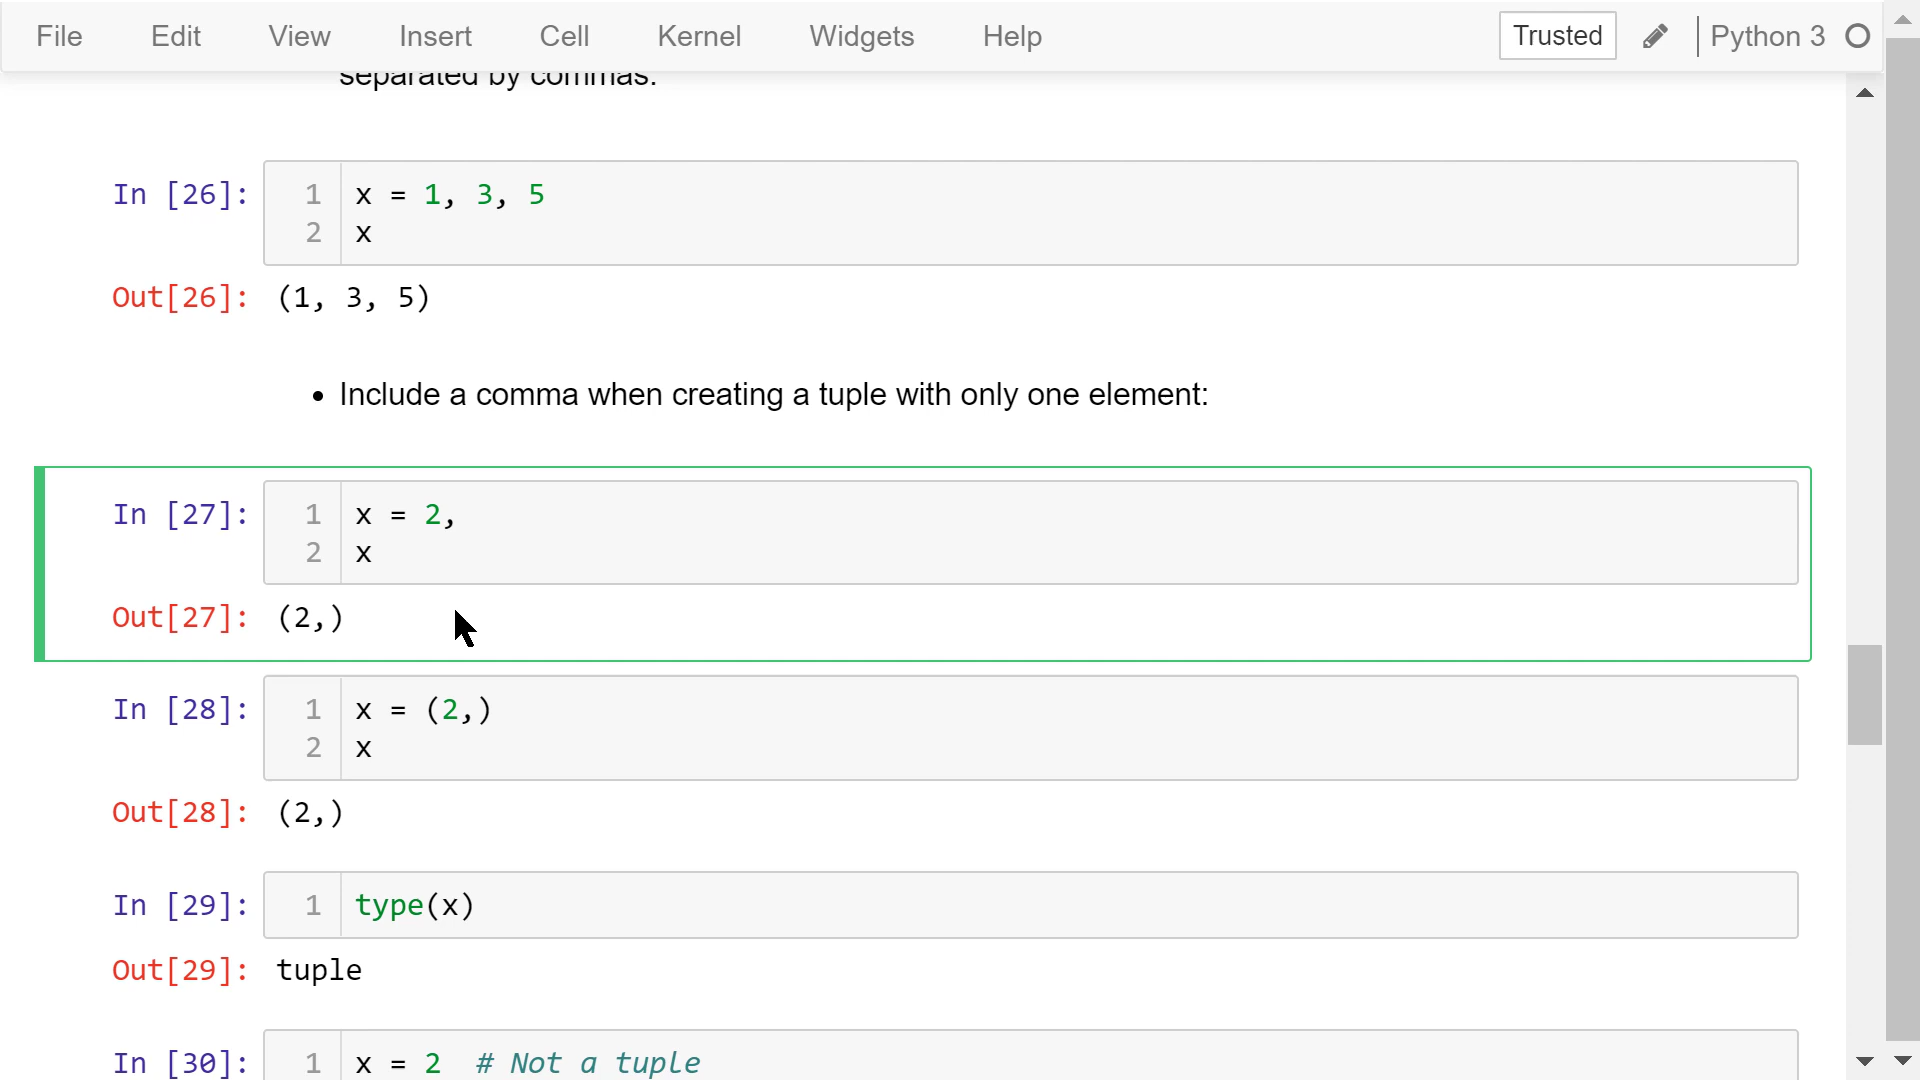 File Edit View Insert Cell Kernel Widgets Help Trusted Python 3
separated by commas.
In [26]: 1 x = 1, 3, 5
2 x
Out[26]: (1, 3, 5)
• Include a comma when creating a tuple with only one element:
In [27]: 1 x = 2,
2 x
Out[27]: (2,)
In [28]: 1 x = (2,)
2 x
Out[28]: (2,)
In [29]: 1 type(x)
Out[29]: tuple
In [30]: 1 x = 2 # Not a tuple